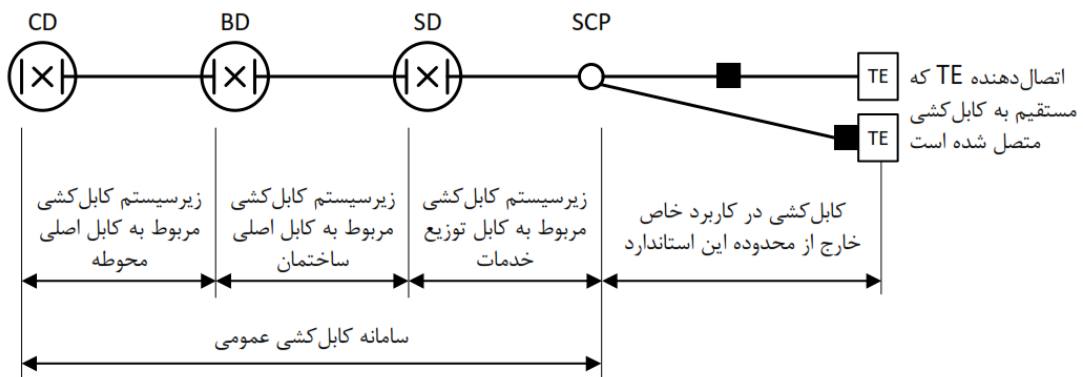 CD
BD
SD
SCP
TE
اتصال‌دهنده TE که
مستقیم به کابل‌کشی
متصل شده است
TE
زیرسیستم کابل‌کشی
مربوط به کابل اصلی
محوطه
زیرسیستم کابل‌کشی
مربوط به کابل اصلی
ساختمان
زیرسیستم کابل‌کشی
مربوط به کابل توزیع
خدمات
کابل‌کشی در کاربرد خاص
خارج از محدوده این استاندارد
سامانه کابل‌کشی عمومی